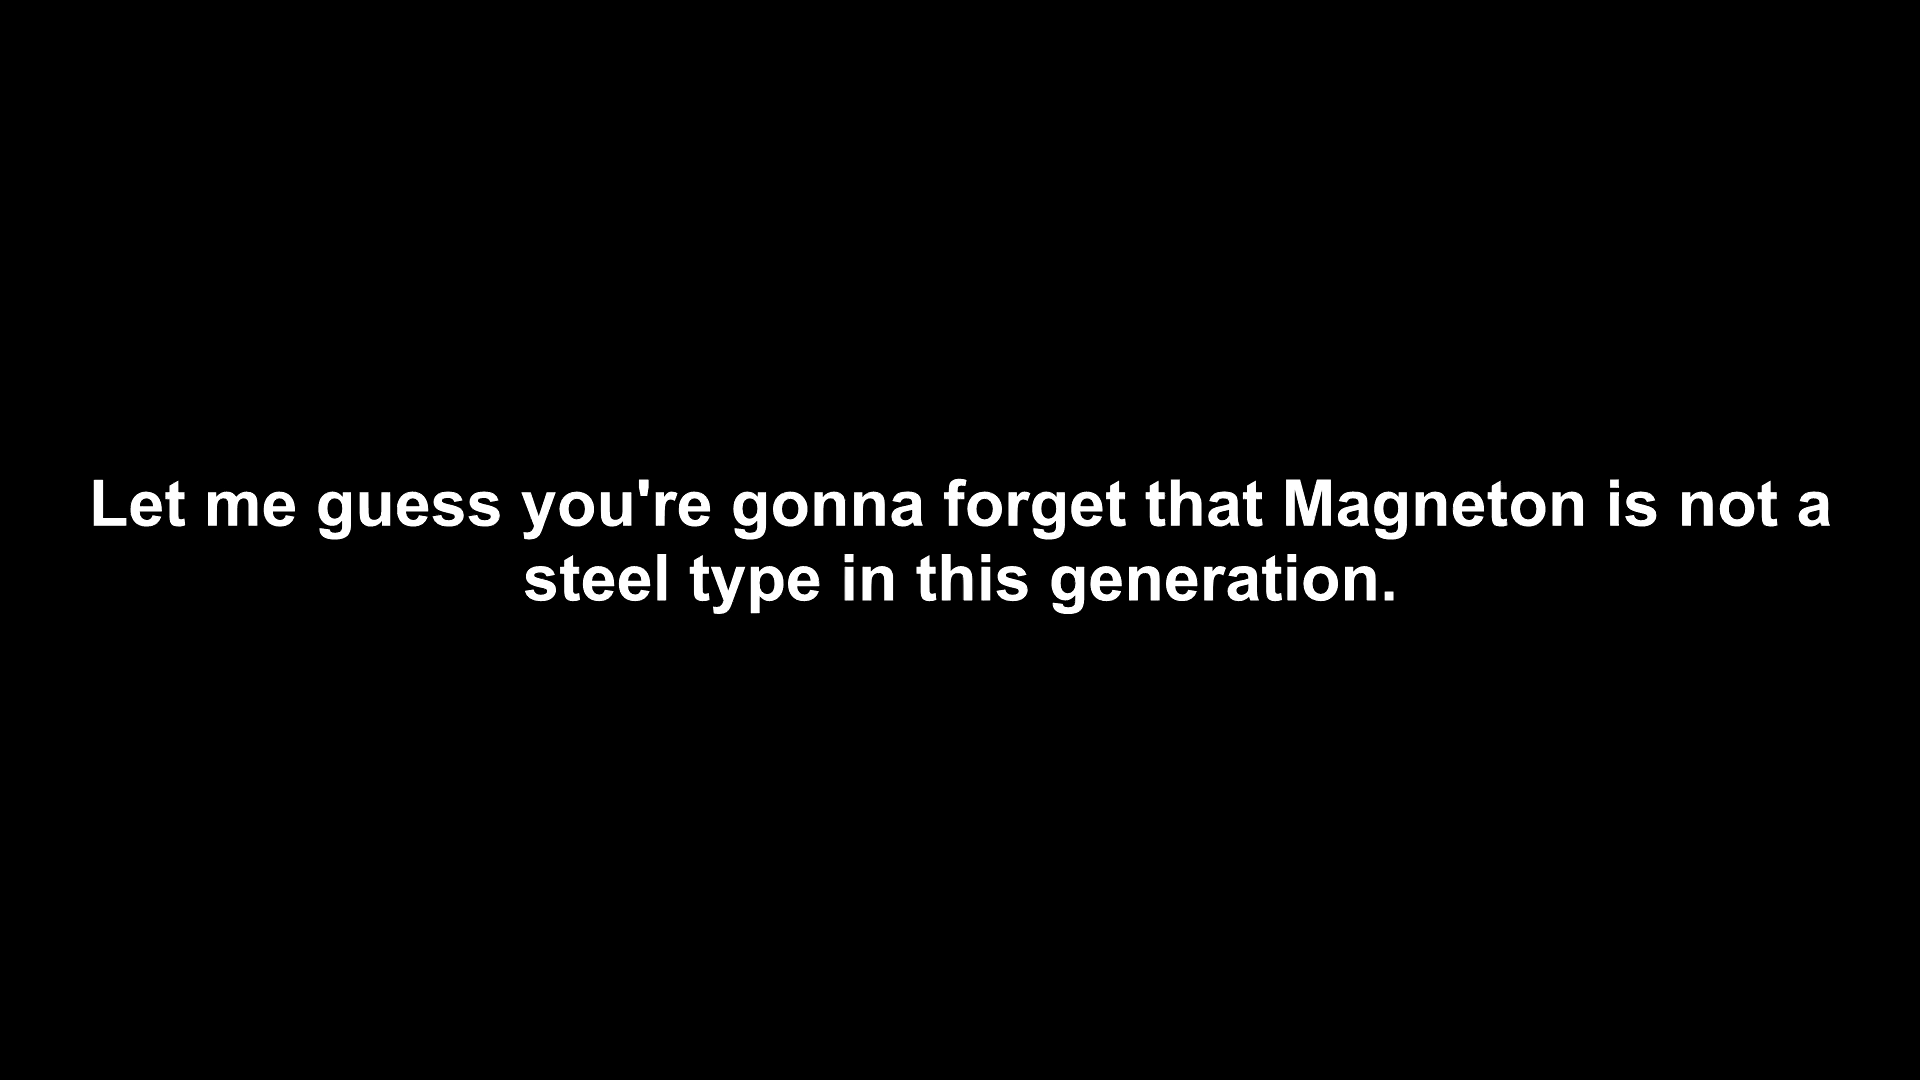 Let me guess you're gonna forget that Magneton is not a
steel type in this generation.